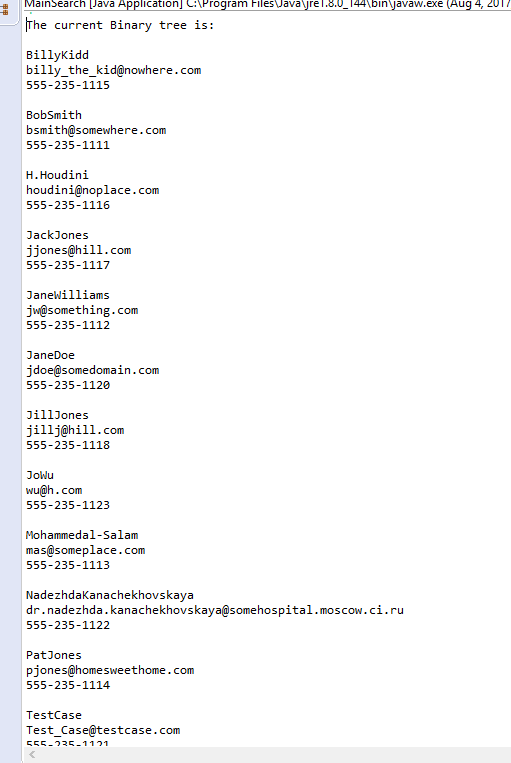 MainSearch [Java Application] C:\Program Files\Java\jre1.8.0_144\bin\javaw.exe (Aug 4, 2017
The current Binary tree is:
BillyKidd
billy_the_kid@nowhere.com
555-235-1115
BobSmith
bsmith@somewhere.com
555-235-1111
H.Houdini
houdini@noplace.com
555-235-1116
JackJones
jjones@hill.com
555-235-1117
JaneWilliams
jw@something.com
555-235-1112
JaneDoe
jdoe@somedomain.com
555-235-1120
JillJones
jillj@hill.com
555-235-1118
JoWu
wu@h.com
555-235-1123
Mohammedal-Salam
mas@someplace.com
555-235-1113
NadezhdaKanachekhovskaya
dr.nadezhda.kanachekhovskaya@somehospital.moscow.ci.ru
555-235-1122
PatJones
pjones@homesweethome.com
555-235-1114
TestCase
Test_Case@testcase.com
555-235-1121